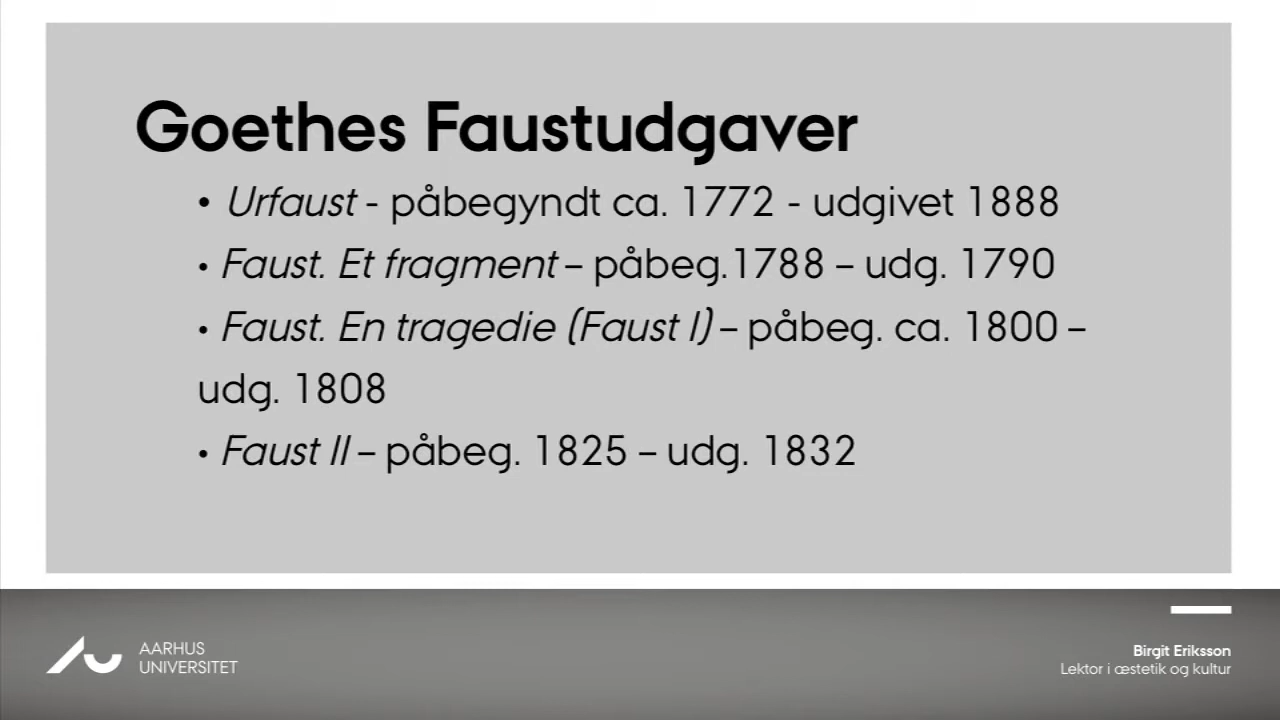 Goethes Faustudgaver
• Urfaust - påbegyndt ca. 1772 - udgivet 1888
• Faust. Et fragment – påbeg.1788 – udg. 1790
• Faust. En tragedie (Faust I) – påbeg. ca. 1800 –
udg. 1808
• Faust II – påbeg. 1825 – udg. 1832
AARHUS
UNIVERSITET
Birgit Eriksson
Lektor i æstetik og kultur